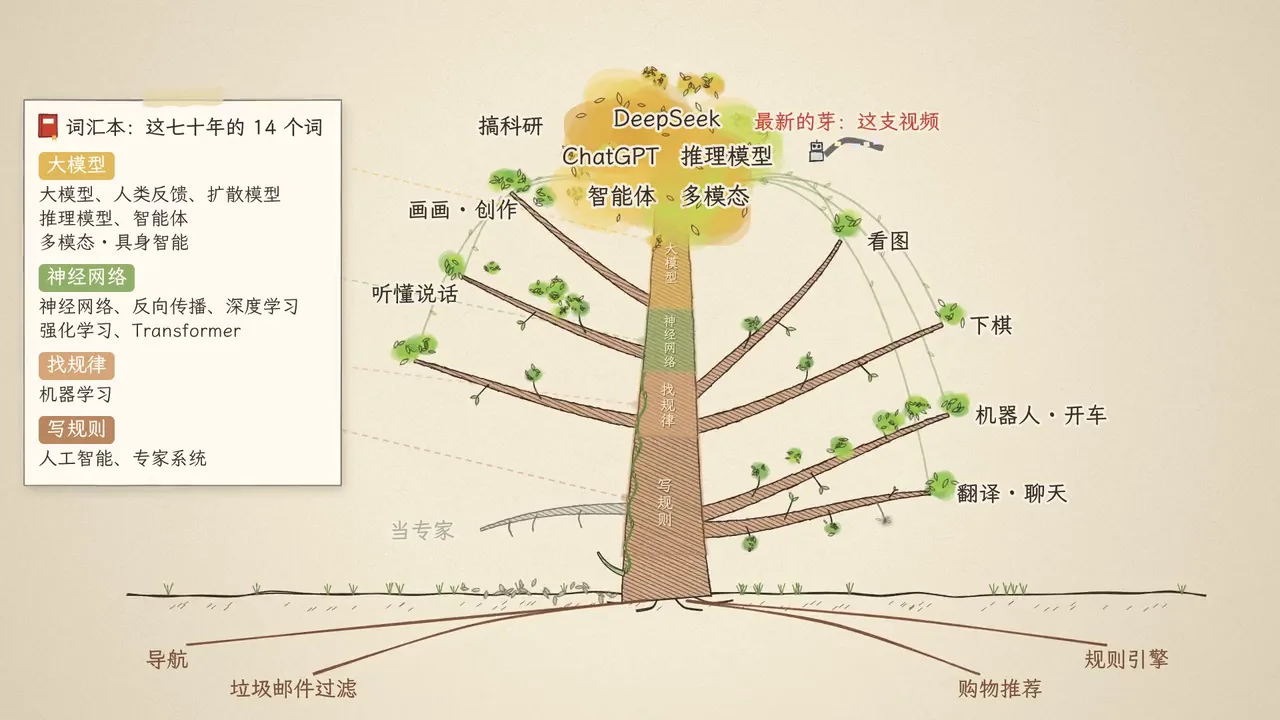 词汇本：这七十年的 14 个词
大模型
大模型、人类反馈、扩散模型
推理模型、智能体
多模态·具身智能
神经网络
神经网络、反向传播、深度学习
强化学习、Transformer
找规律
机器学习
写规则
人工智能、专家系统
搞科研
DeepSeek
最新的芽：这支视频
ChatGPT 推理模型
智能体 多模态
画画·创作
看图
大模型
听懂说话
下棋
神经网络
找规律
机器人·开车
写规则
翻译·聊天
当专家
导航
规则引擎
垃圾邮件过滤
购物推荐